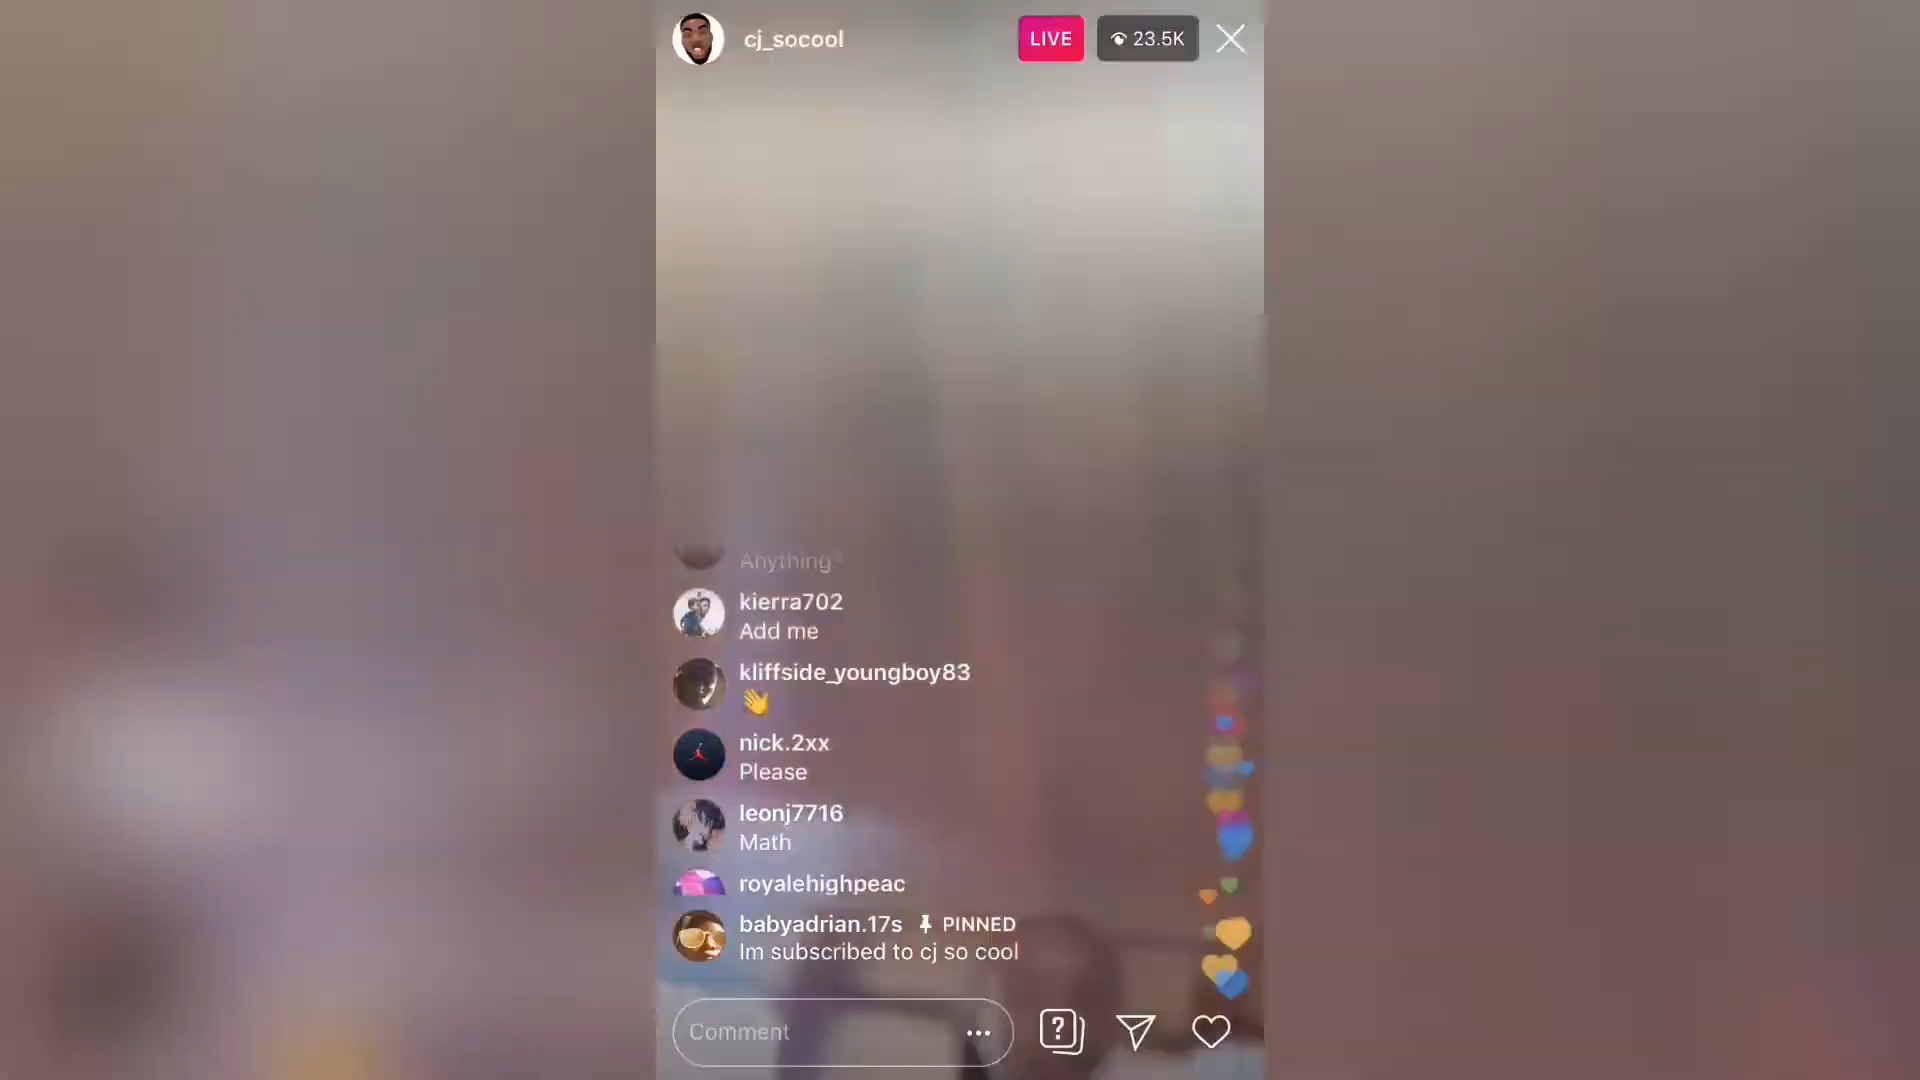 cj_socool
LIVE
23.5K
Anything
kierra702
Add me
kliffside_youngboy83
👋
nick.2xx
Please
leonj7716
Math
royalehighpeac
babyadrian.17s PINNED
Im subscribed to cj so cool
Comment
?